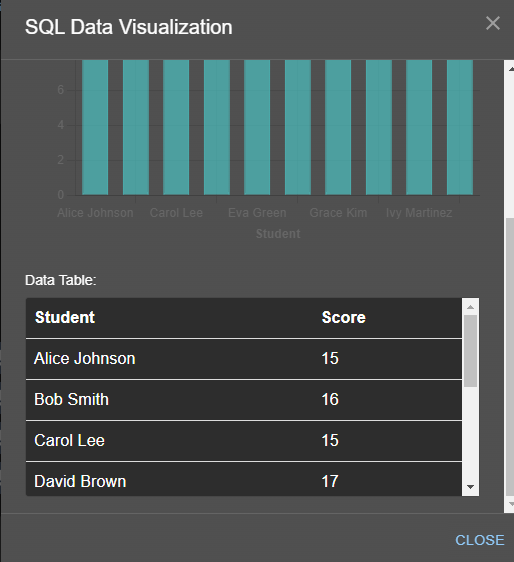 SQL Data Visualization
6
4
2
0
Alice Johnson Carol Lee Eva Green Grace Kim Ivy Martinez
Student
Data Table:
Student Score
Alice Johnson 15
Bob Smith 16
Carol Lee 15
David Brown 17
CLOSE